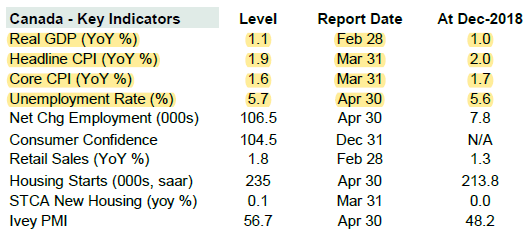 Canada - Key Indicators Level Report Date At Dec-2018
Real GDP (YoY %) 1.1 Feb 28 1.0
Headline CPI (YoY %) 1.9 Mar 31 2.0
Core CPI (YoY %) 1.6 Mar 31 1.7
Unemployment Rate (%) 5.7 Apr 30 5.6
Net Chg Employment (000s) 106.5 Apr 30 7.8
Consumer Confidence 104.5 Dec 31 N/A
Retail Sales (YoY %) 1.8 Feb 28 1.3
Housing Starts (000s, saar) 235 Apr 30 213.8
STCA New Housing (yoy %) 0.1 Mar 31 0.0
Ivey PMI 56.7 Apr 30 48.2